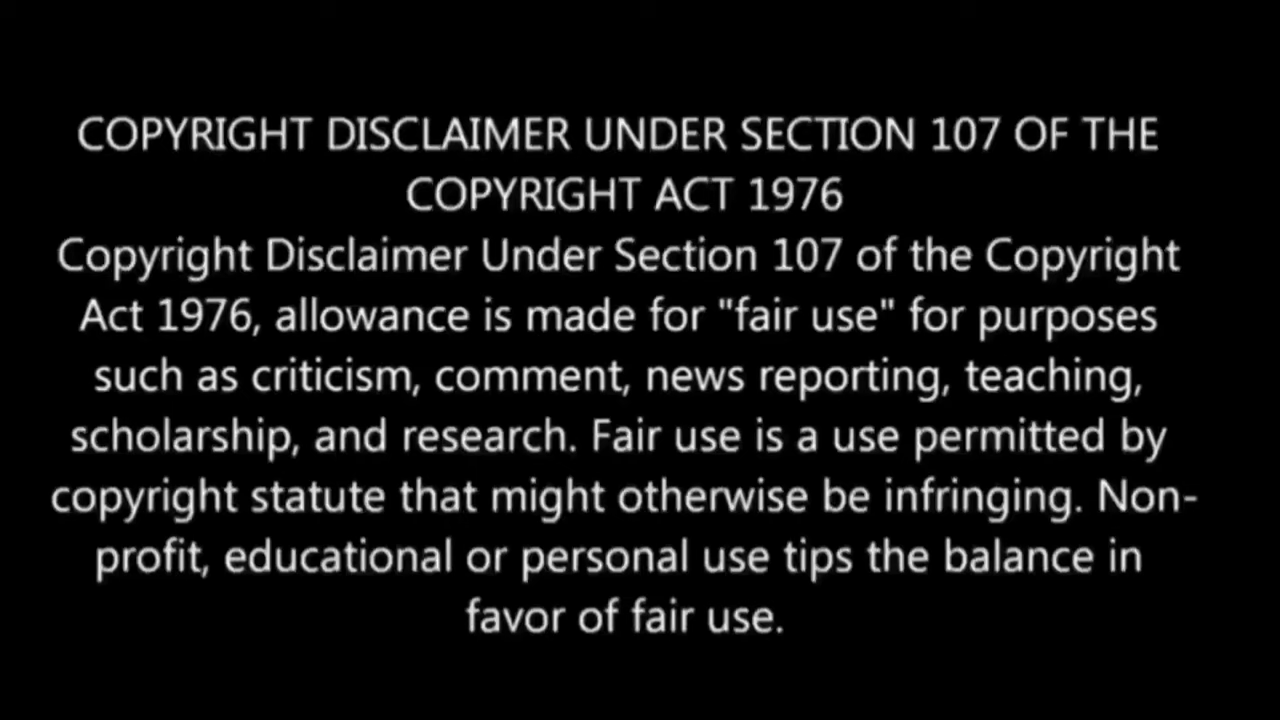 COPYRIGHT DISCLAIMER UNDER SECTION 107 OF THE
COPYRIGHT ACT 1976
Copyright Disclaimer Under Section 107 of the Copyright
Act 1976, allowance is made for "fair use" for purposes
such as criticism, comment, news reporting, teaching,
scholarship, and research. Fair use is a use permitted by
copyright statute that might otherwise be infringing. Non-
profit, educational or personal use tips the balance in
favor of fair use.